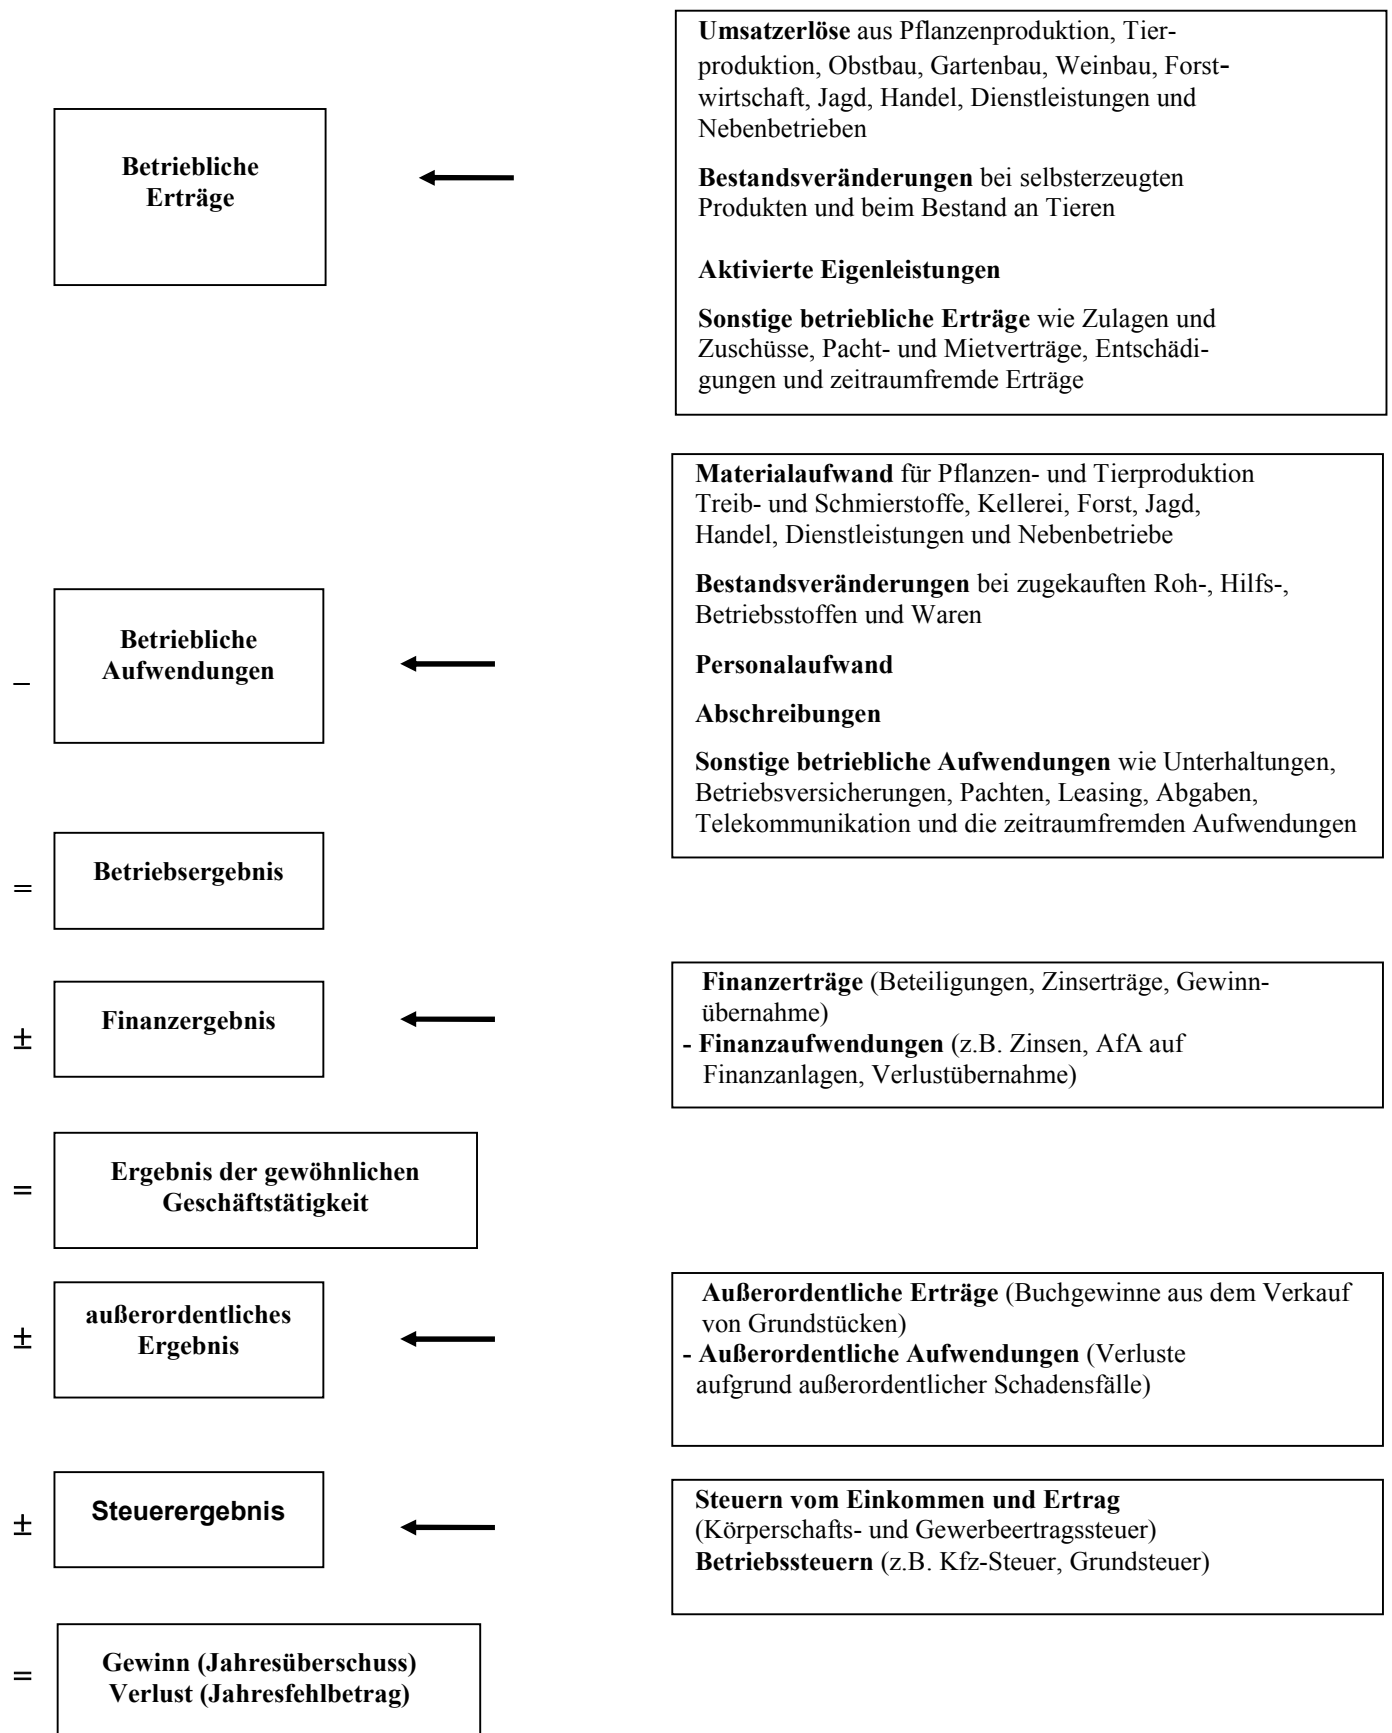 Umsatzerlöse aus Pflanzenproduktion, Tier-
produktion, Obstbau, Gartenbau, Weinbau, Forst-
wirtschaft, Jagd, Handel, Dienstleistungen und
Nebenbetrieben
Betriebliche
Erträge
Bestandsveränderungen bei selbsterzeugten
Produkten und beim Bestand an Tieren
Aktivierte Eigenleistungen
Sonstige betriebliche Erträge wie Zulagen und
Zuschüsse, Pacht- und Mietverträge, Entschädi-
gungen und zeitraumfremde Erträge
Materialaufwand für Pflanzen- und Tierproduktion
Treib- und Schmierstoffe, Kellerei, Forst, Jagd,
Handel, Dienstleistungen und Nebenbetriebe
Bestandsveränderungen bei zugekauften Roh-, Hilfs-,
Betriebsstoffen und Waren
–
Betriebliche
Aufwendungen
Personalaufwand
Abschreibungen
Sonstige betriebliche Aufwendungen wie Unterhaltungen,
Betriebsversicherungen, Pachten, Leasing, Abgaben,
Telekommunikation und die zeitraumfremden Aufwendungen
=
Betriebsergebnis
±
Finanzergebnis
Finanzerträge (Beteiligungen, Zinserträge, Gewinn-
übernahme)
- Finanzaufwendungen (z.B. Zinsen, AfA auf
Finanzanlagen, Verlustübernahme)
=
Ergebnis der gewöhnlichen
Geschäftstätigkeit
±
außerordentliches
Ergebnis
Außerordentliche Erträge (Buchgewinne aus dem Verkauf
von Grundstücken)
- Außerordentliche Aufwendungen (Verluste
aufgrund außerordentlicher Schadensfälle)
±
Steuerergebnis
Steuern vom Einkommen und Ertrag
(Körperschafts- und Gewerbeertragssteuer)
Betriebssteuern (z.B. Kfz-Steuer, Grundsteuer)
=
Gewinn (Jahresüberschuss)
Verlust (Jahresfehlbetrag)